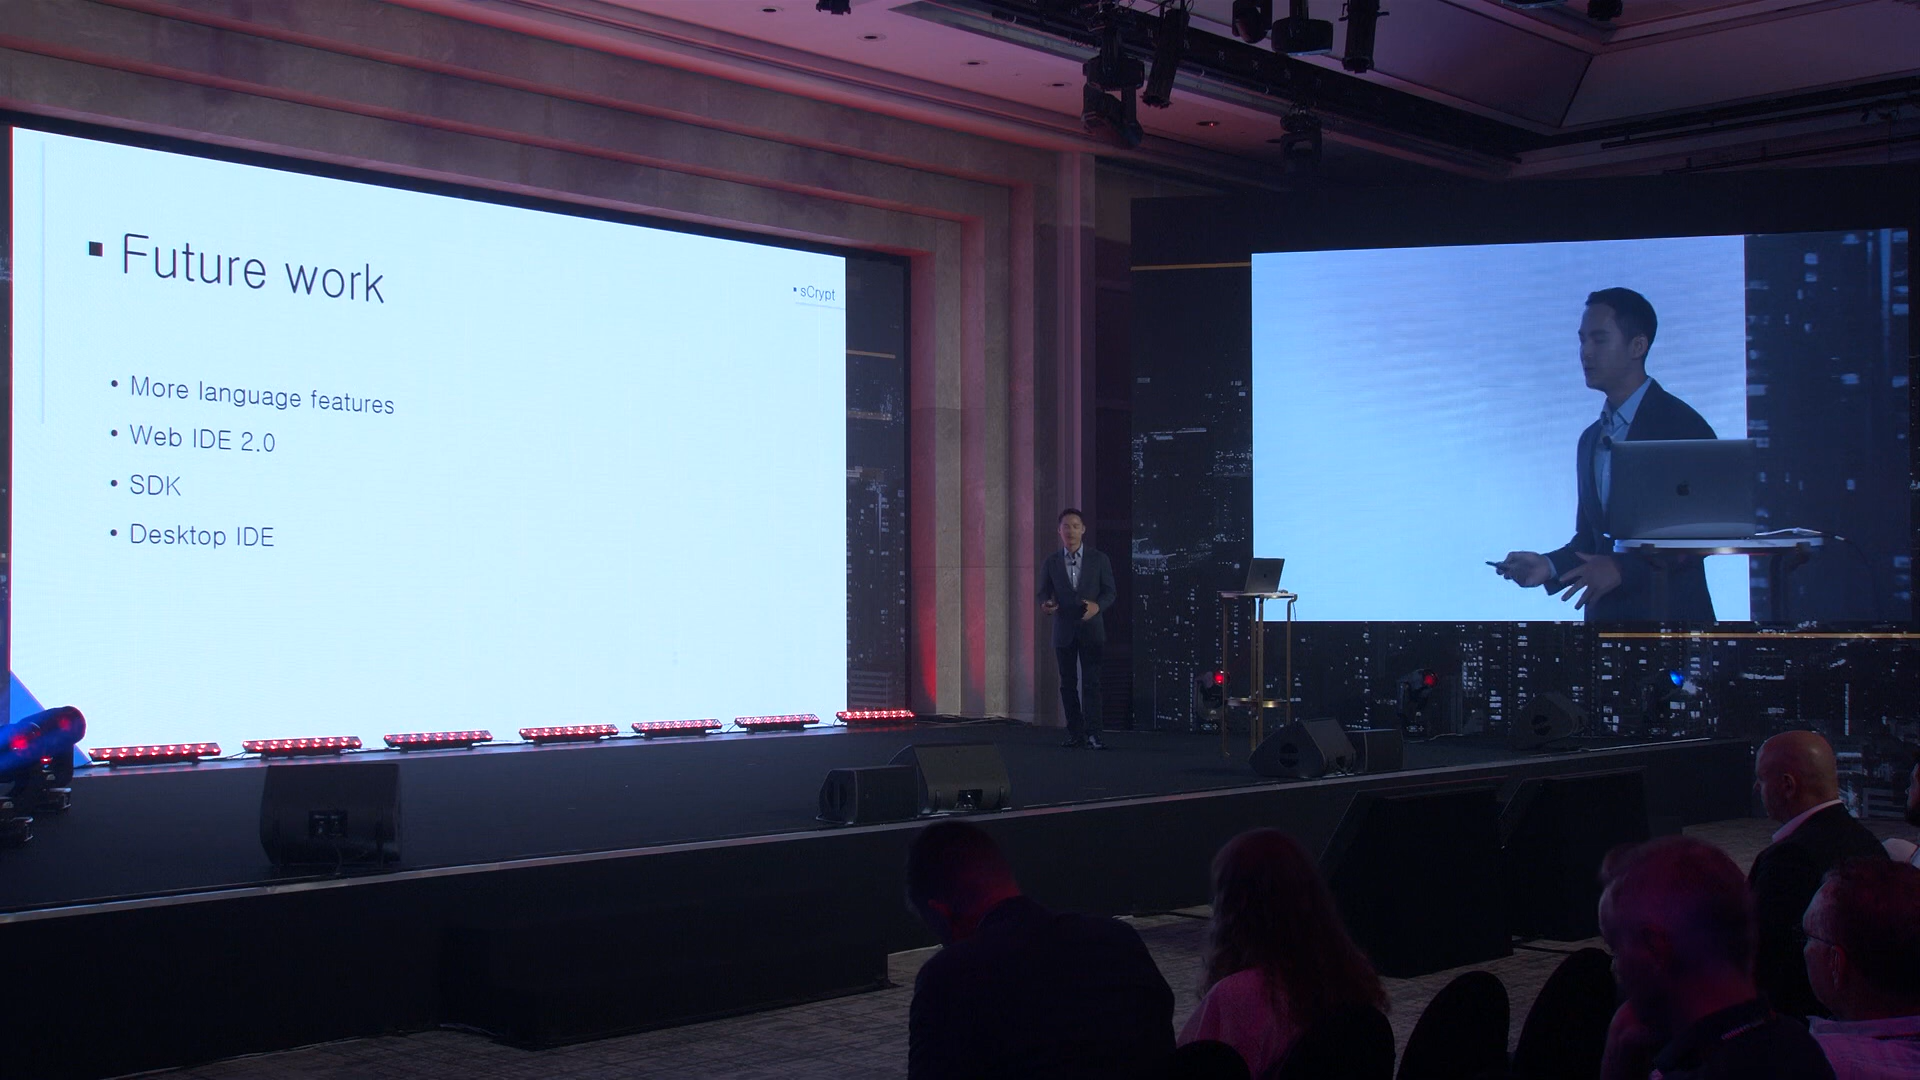 ▪ Future work
▪ sCrypt
• More language features
• Web IDE 2.0
• SDK
• Desktop IDE